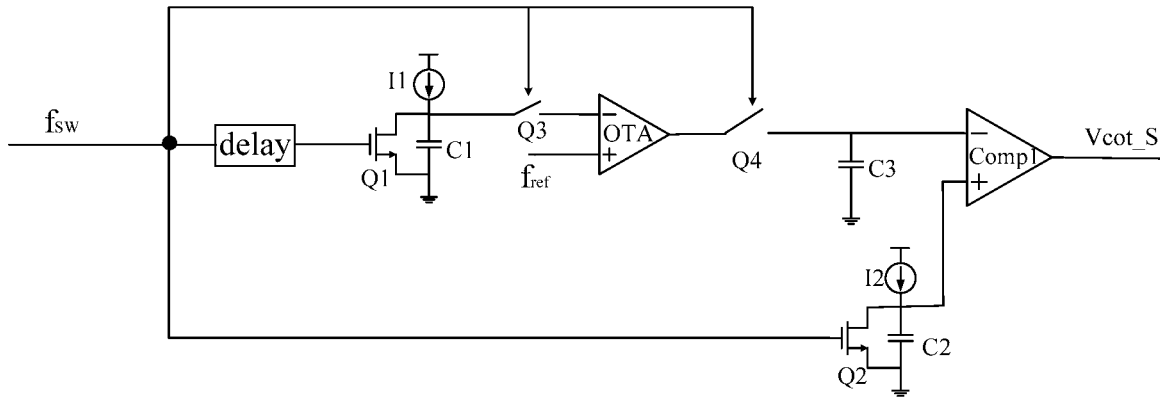 fsw
delay
I1
Q1
C1
Q3
fref
−
OTA
+
Q4
C3
−
Comp1
+
Vcot_S
I2
Q2
C2